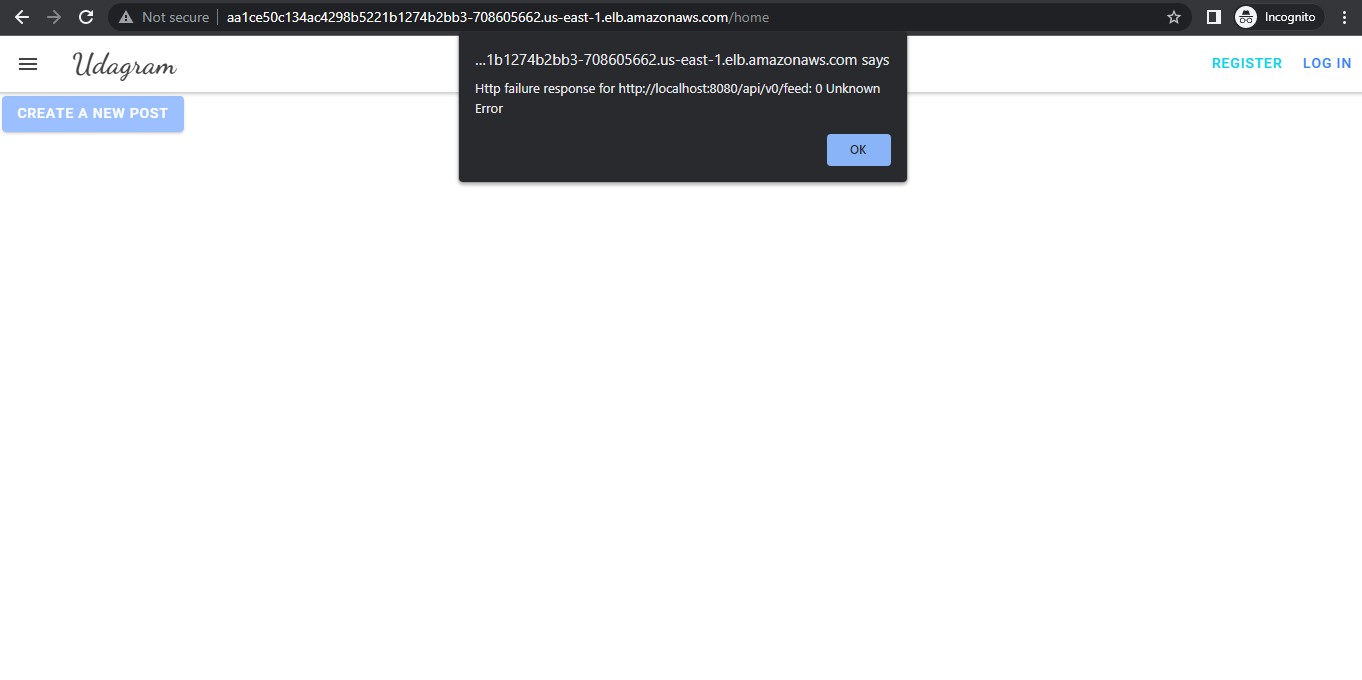 Not secure aa1ce50c134ac4298b5221b1274b2bb3-708605662.us-east-1.elb.amazonaws.com/home Incognito
Udagram
REGISTER LOG IN
CREATE A NEW POST
...1b1274b2bb3-708605662.us-east-1.elb.amazonaws.com says
Http failure response for http://localhost:8080/api/v0/feed: 0 Unknown
Error
OK